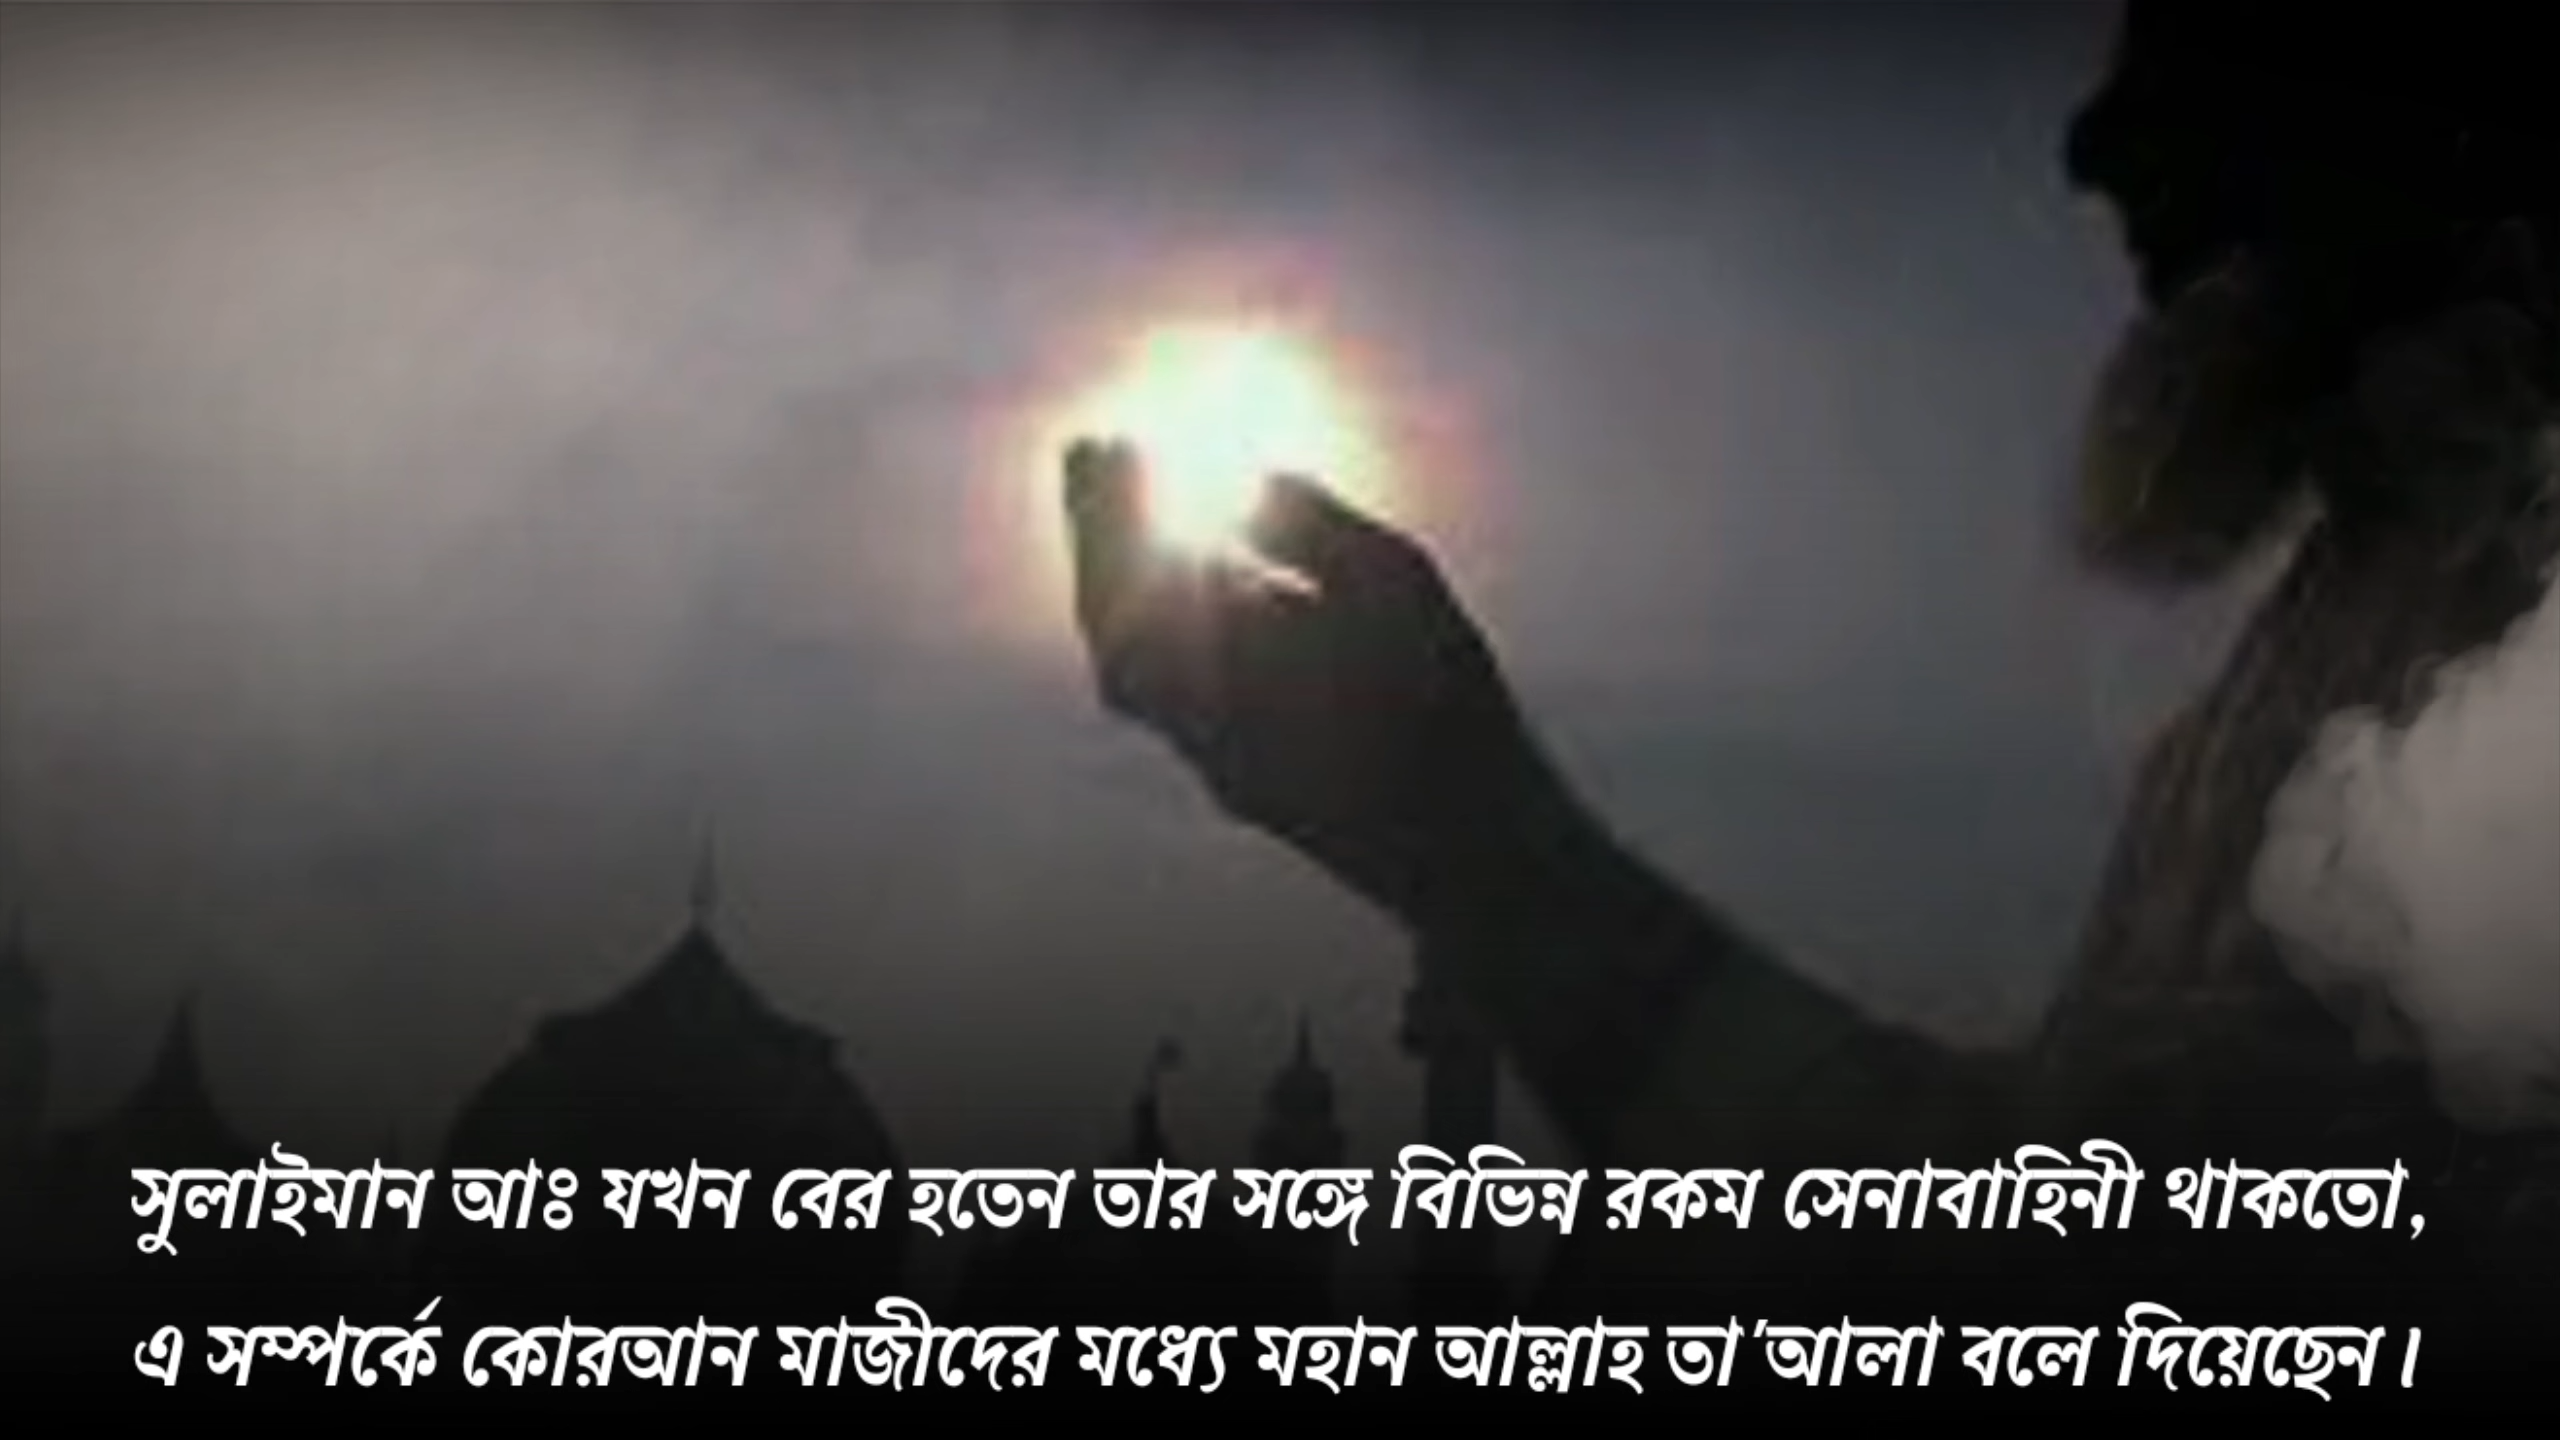 সুলাইমান আঃ যখন বের হতেন তার সঙ্গে বিভিন্ন রকম সেনাবাহিনী থাকতো,
এ সম্পর্কে কোরআন মাজীদের মধ্যে মহান আল্লাহ তা'আলা বলে দিয়েছেন।